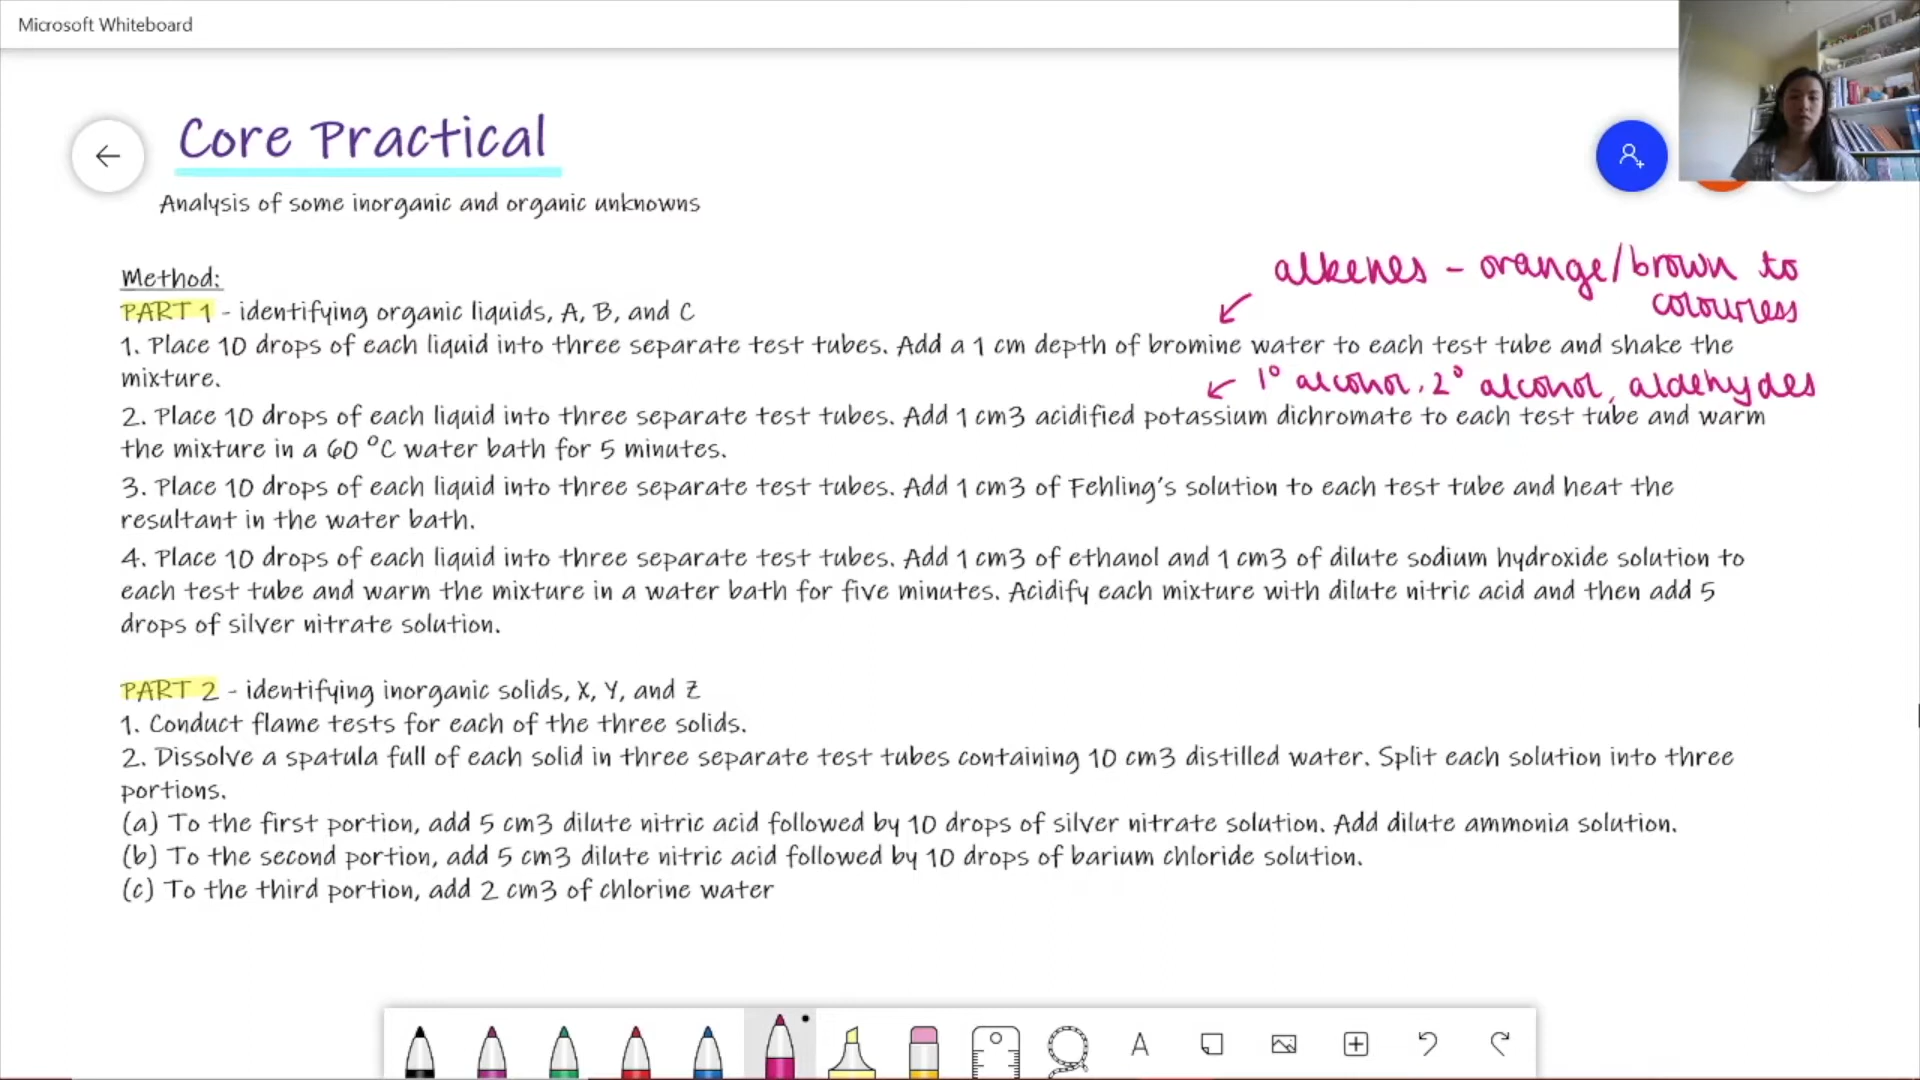 Microsoft Whiteboard
Core Practical
Analysis of some inorganic and organic unknowns
Method:
alkenes - orange/brown to
colourless
PART 1 - identifying organic liquids, A, B, and C
1. Place 10 drops of each liquid into three separate test tubes. Add a 1 cm depth of bromine water to each test tube and shake the
mixture.
1° alcohol, 2° alcohol, aldehydes
2. Place 10 drops of each liquid into three separate test tubes. Add 1 cm3 acidified potassium dichromate to each test tube and warm
the mixture in a 60 °C water bath for 5 minutes.
3. Place 10 drops of each liquid into three separate test tubes. Add 1 cm3 of Fehling's solution to each test tube and heat the
resultant in the water bath.
4. Place 10 drops of each liquid into three separate test tubes. Add 1 cm3 of ethanol and 1 cm3 of dilute sodium hydroxide solution to
each test tube and warm the mixture in a water bath for five minutes. Acidify each mixture with dilute nitric acid and then add 5
drops of silver nitrate solution.
PART 2 - identifying inorganic solids, X, Y, and Z
1. Conduct flame tests for each of the three solids.
2. Dissolve a spatula full of each solid in three separate test tubes containing 10 cm3 distilled water. Split each solution into three
portions.
(a) To the first portion, add 5 cm3 dilute nitric acid followed by 10 drops of silver nitrate solution. Add dilute ammonia solution.
(b) To the second portion, add 5 cm3 dilute nitric acid followed by 10 drops of barium chloride solution.
(c) To the third portion, add 2 cm3 of chlorine water